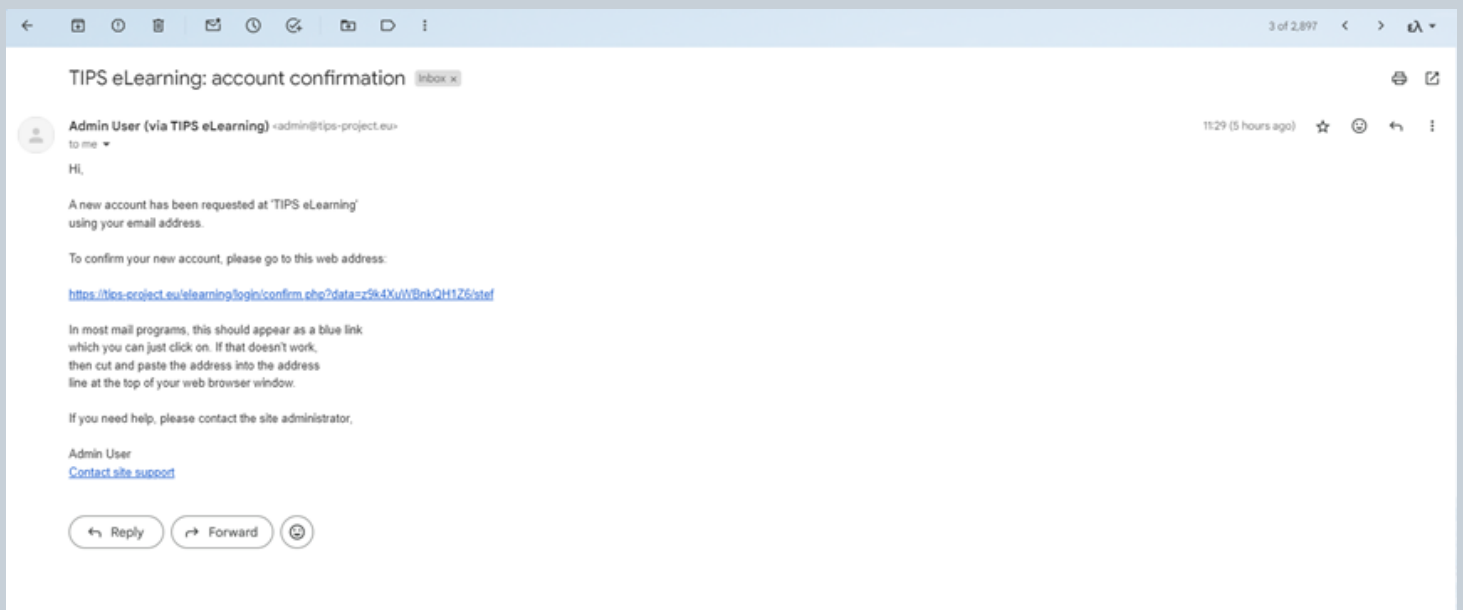 3 of 2,897
ελ
TIPS eLearning: account confirmation
Inbox x
Admin User (via TIPS eLearning) <admin@tips-project.eu>
11:29 (5 hours ago)
to me
Hi,
A new account has been requested at 'TIPS eLearning'
using your email address.
To confirm your new account, please go to this web address:
https://tips-project.eu/elearning/login/confirm.php?data=z9k4XuWBnkQH1Z6/stef
In most mail programs, this should appear as a blue link
which you can just click on. If that doesn't work,
then cut and paste the address into the address
line at the top of your web browser window.
If you need help, please contact the site administrator,
Admin User
Contact site support
Reply
Forward